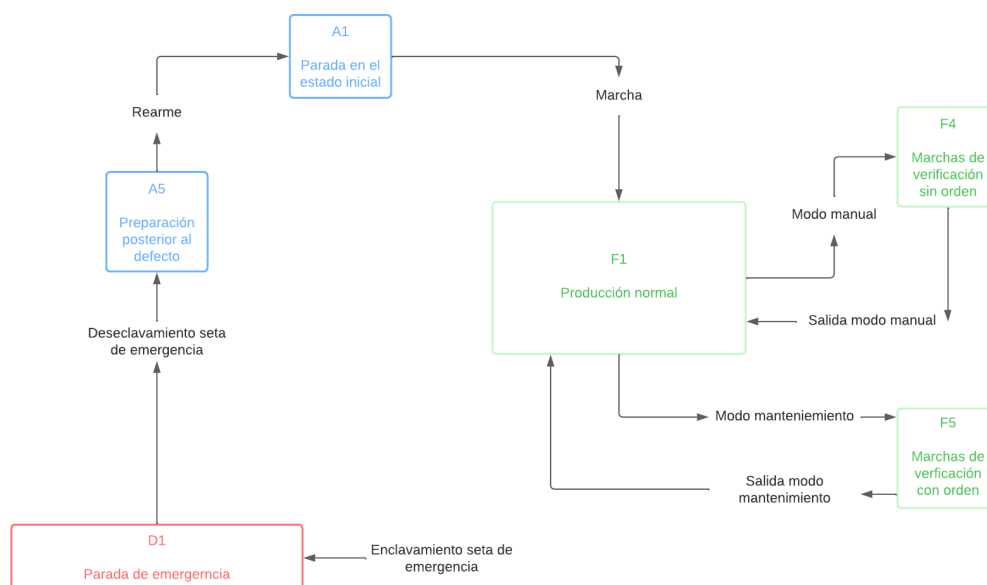 A1
Parada en el
estado inicial
Rearme
Marcha
F4
Marchas de
verificación
sin orden
A5
Preparación
posterior al
defecto
Modo manual
F1
Producción normal
Salida modo manual
Deseclavamiento seta
de emergencia
Modo manteniemiento
F5
Marchas de
verficación
con orden
Salida modo
mantenimiento
D1
Parada de emergerncia
Enclavamiento seta de
emergencia